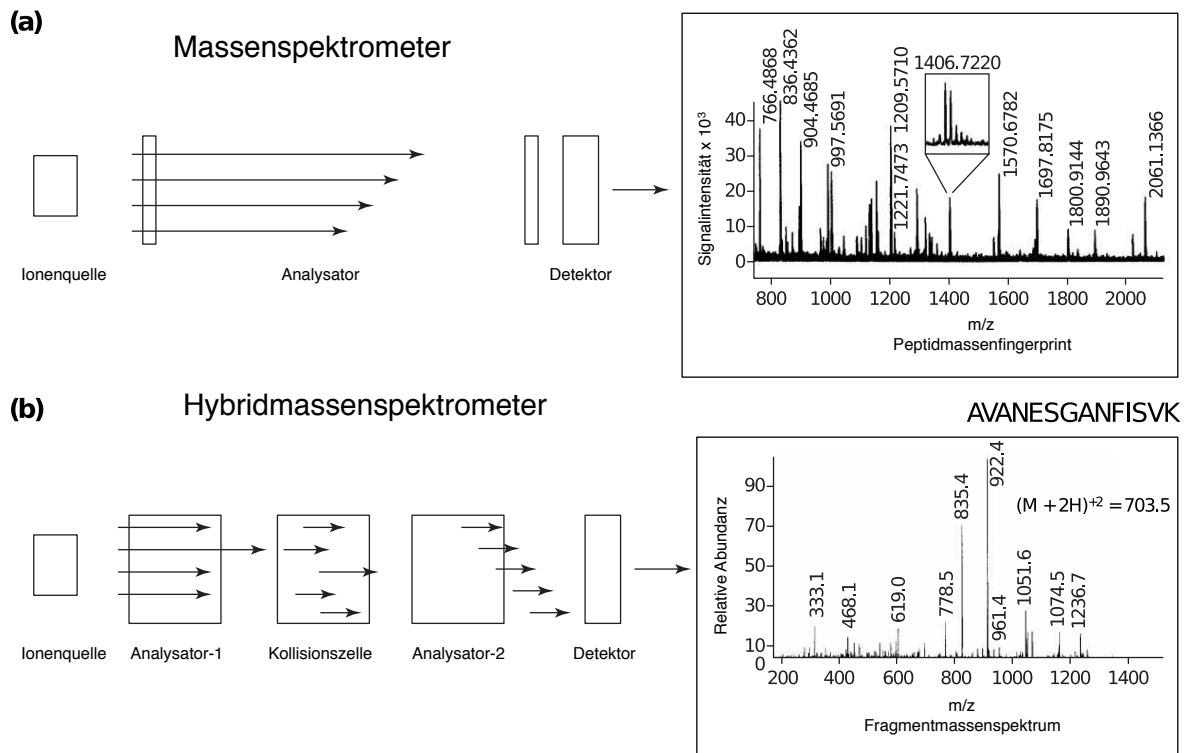 (a)
Massenspektrometer
Ionenquelle
Analysator
Detektor
Signalintensität x 10³
40
30
20
10
0
766.4868
836.4362
904.4685
997.5691
1221.7473
1209.5710
1406.7220
1570.6782
1697.8175
1800.9144
1890.9643
2061.1366
800
1000
1200
1400
1600
1800
2000
m/z
Peptidmassenfingerprint
(b)
Hybridmassenspektrometer
AVANESGANFISVK
Ionenquelle
Analysator-1
Kollisionszelle
Analysator-2
Detektor
Relative Abundanz
90
70
50
30
10
0
333.1
468.1
619.0
778.5
835.4
922.4
961.4
1051.6
1074.5
1236.7
(M + 2H)⁺² = 703.5
200
400
600
800
1000
1200
1400
m/z
Fragmentmassenspektrum